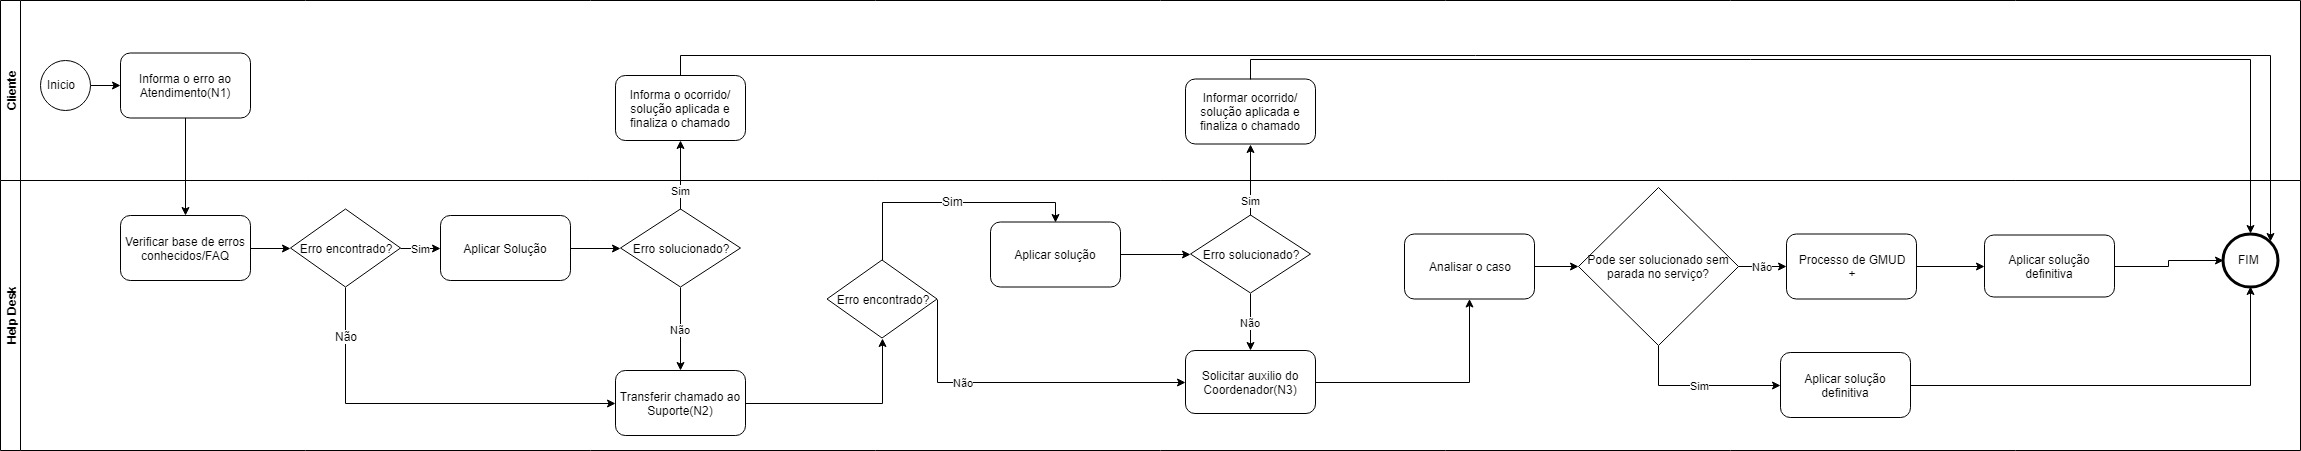 Cliente
Inicio
Informa o erro ao
Atendimento(N1)
Informa o ocorrido/
solução aplicada e
finaliza o chamado
Informar ocorrido/
solução aplicada e
finaliza o chamado
Help Desk
Verificar base de erros
conhecidos/FAQ
Erro encontrado?
Sim
Não
Aplicar Solução
Erro solucionado?
Sim
Não
Transferir chamado ao
Suporte(N2)
Erro encontrado?
Sim
Não
Aplicar solução
Erro solucionado?
Sim
Não
Solicitar auxilio do
Coordenador(N3)
Analisar o caso
Pode ser solucionado sem
parada no serviço?
Não
Sim
Processo de GMUD
+
Aplicar solução
definitiva
Aplicar solução
definitiva
FIM